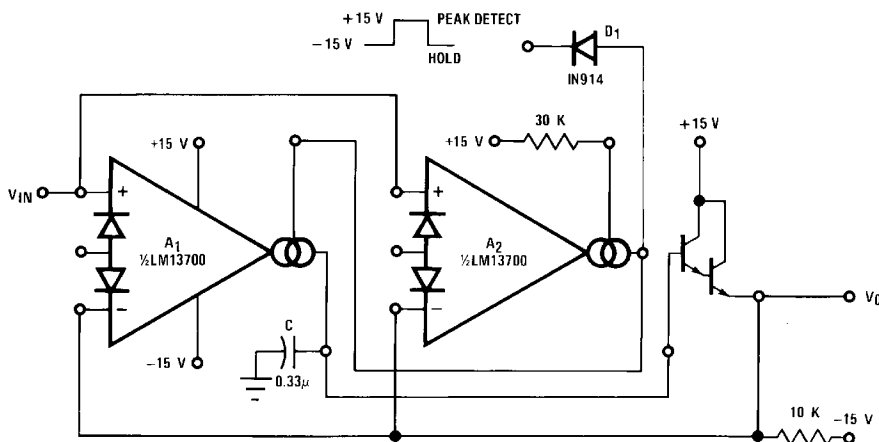 +15 V
PEAK DETECT
-15 V
HOLD
D1
IN914
+15 V
30 K
+15 V
+15 V
VIN
+
A1
½LM13700
-
-15 V
C
0.33μ
+
A2
½LM13700
-
10 K
-15 V